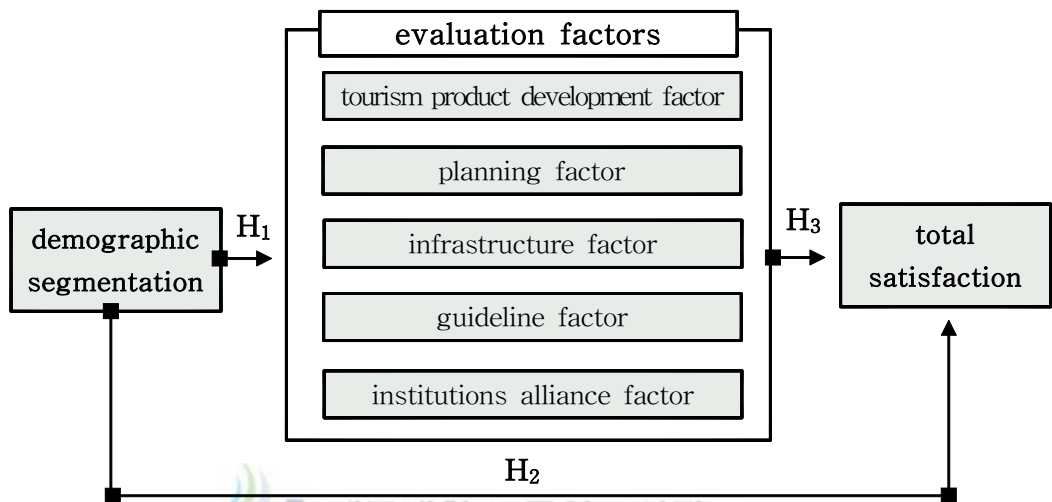 evaluation factors
tourism product development factor
planning factor
infrastructure factor
guideline factor
institutions alliance factor
demographic
segmentation
H₁
H₃
total
satisfaction
H₂